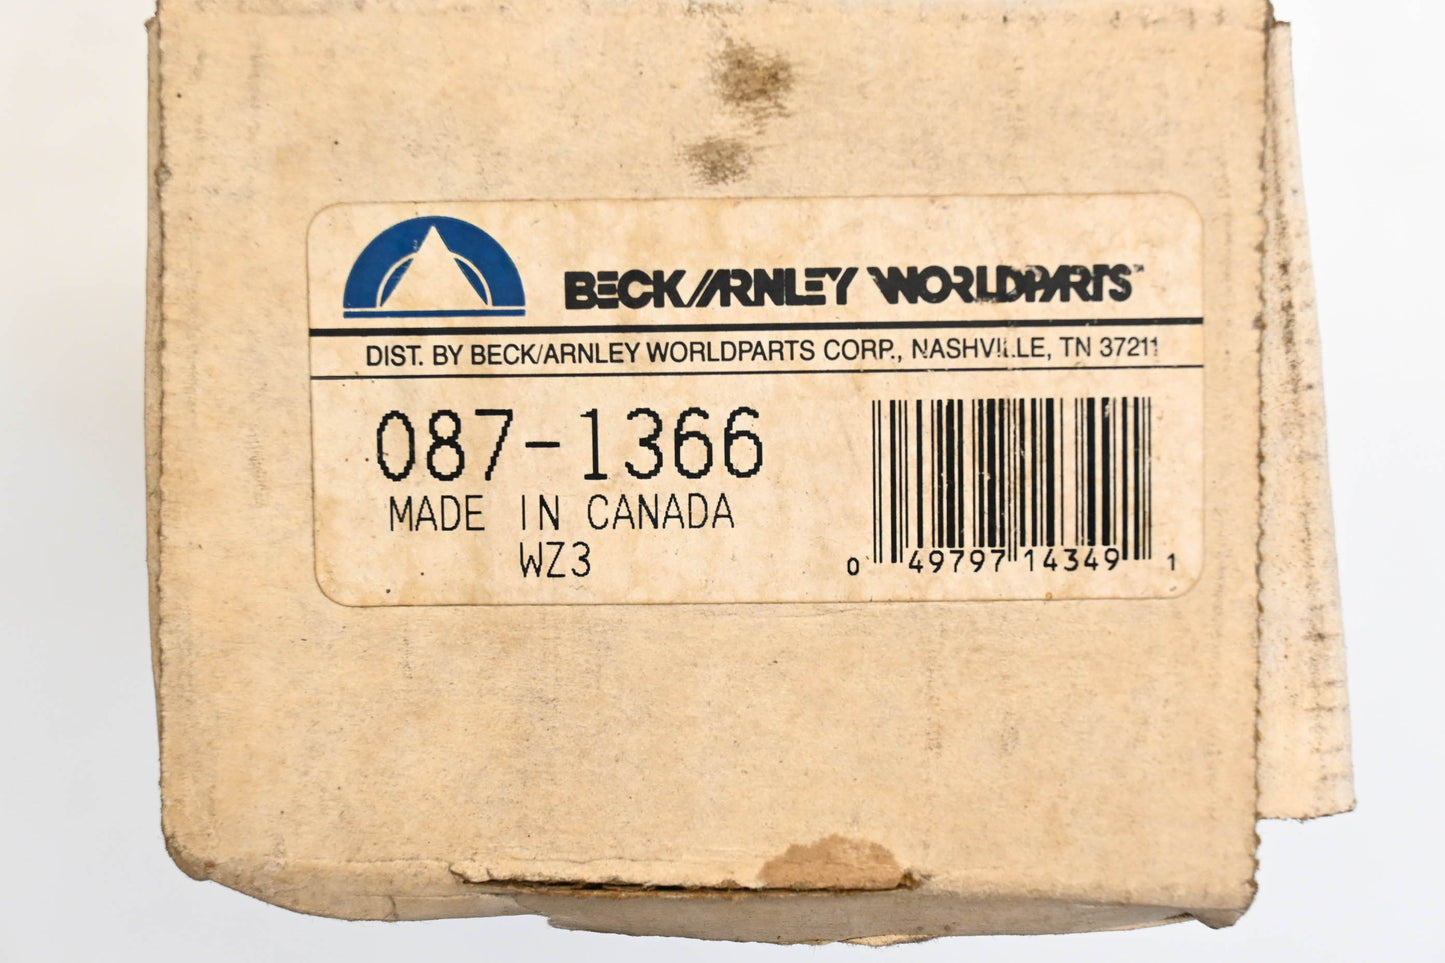 BECK/ARNLEY WORLDPARTS™
DIST. BY BECK/ARNLEY WORLDPARTS CORP., NASHVILLE, TN 37211
087-1366
MADE IN CANADA
WZ3
0 49797 14349 1